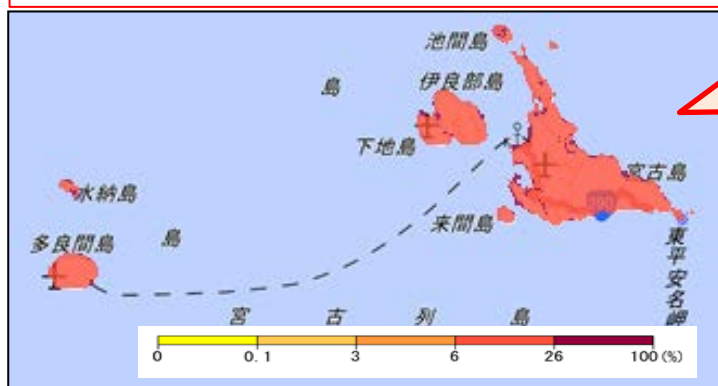 池間島
島
伊良部島
下地島
宮古島
390
水納島
来間島
多良間島
島
東平安名岬
宮古列島
0 0.1 3 6 26 100 (%)